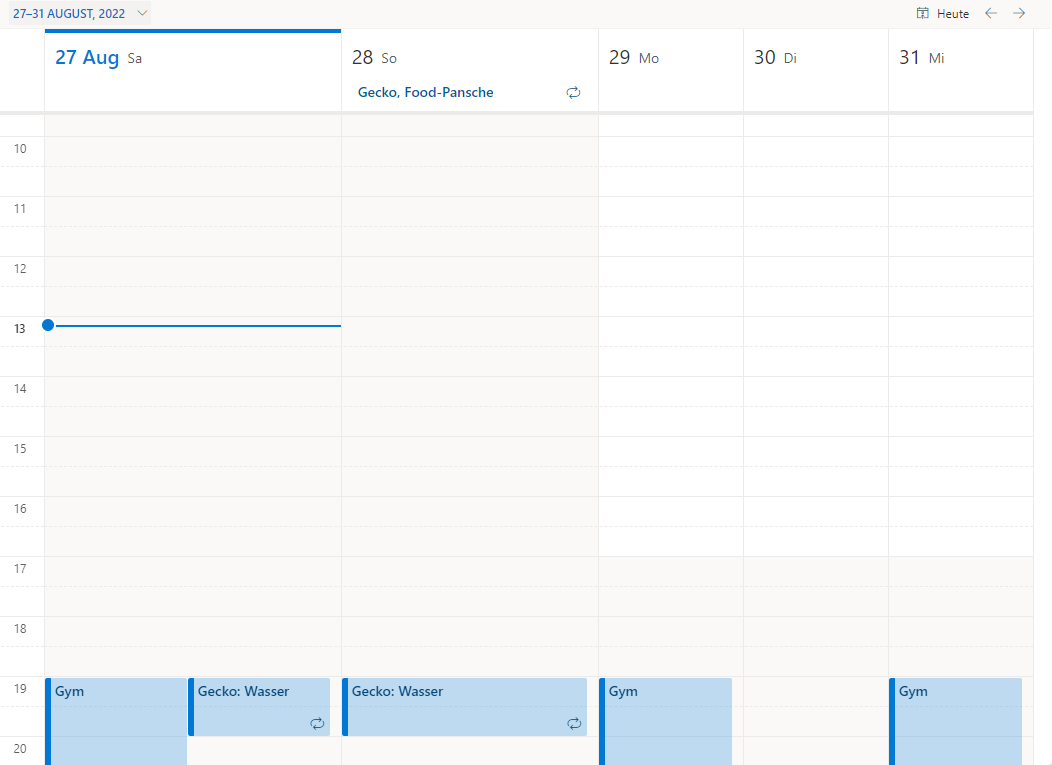 27–31 AUGUST, 2022 Heute
27 Aug Sa 28 So 29 Mo 30 Di 31 Mi
Gecko, Food-Pansche
10
11
12
13
14
15
16
17
18
19 Gym Gecko: Wasser Gecko: Wasser Gym Gym
20